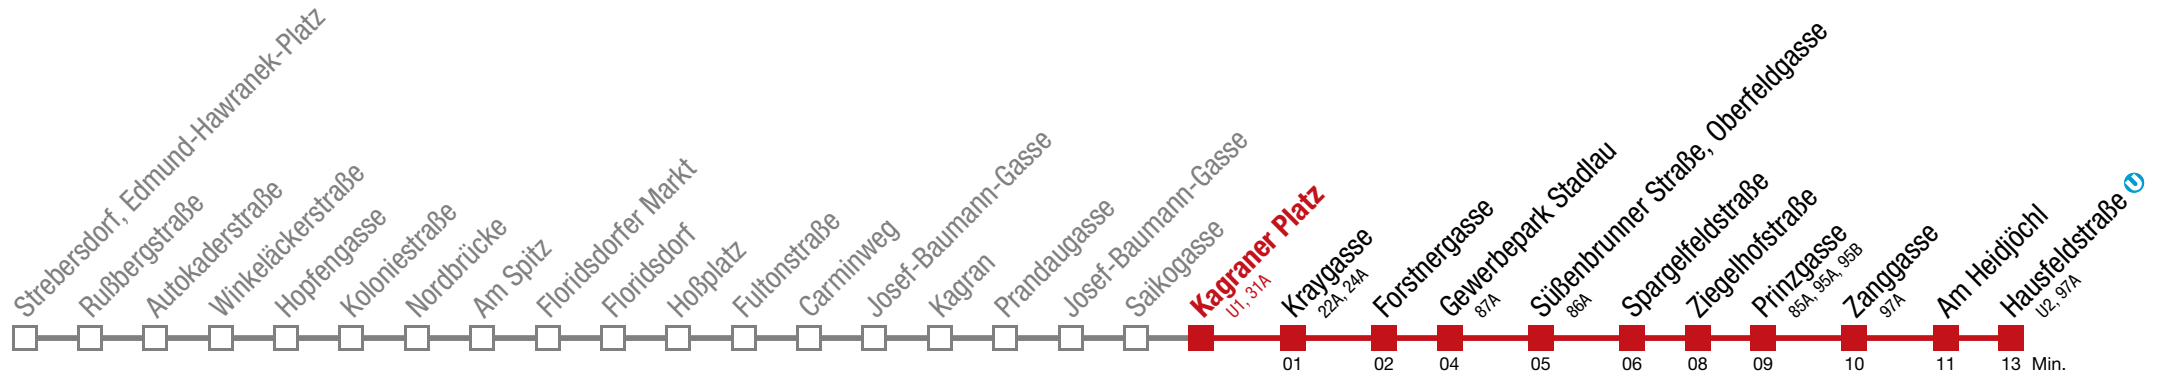 Strebersdorf, Edmund-Hawranek-Platz
Rußbergstraße
Autokaderstraße
Winkeläckerstraße
Hopfengasse
Koloniestraße
Nordbrücke
Am Spitz
Floridsdorfer Markt
Floridsdorf
Hoßplatz
Fultonstraße
Carminweg
Josef-Baumann-Gasse
Kagran
Prandaugasse
Josef-Baumann-Gasse
Saikogasse
Kagraner Platz
U1, 31A
Kraygasse
22A, 24A
Forstnergasse
Gewerbepark Stadlau
87A
Süßenbrunner Straße, Oberfeldgasse
86A
Spargelfeldstraße
Ziegelhofstraße
Prinzgasse
85A, 95A, 95B
Zanggasse
97A
Am Heidjöchl
Hausfeldstraße
U2, 97A
01 02 04 05 06 08 09 10 11 13 Min.